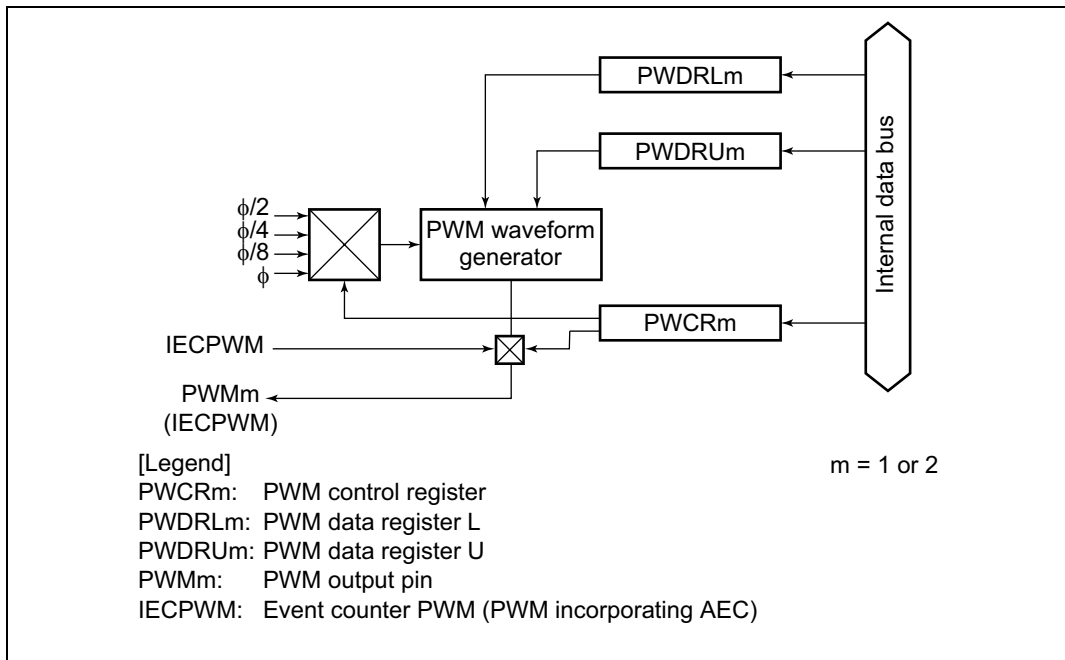 PWDRLm
PWDRUm
Internal data bus
ϕ/2
ϕ/4
ϕ/8
ϕ
PWM waveform
generator
PWCRm
IECPWM
PWMm
(IECPWM)
[Legend]
m = 1 or 2
PWCRm: PWM control register
PWDRLm: PWM data register L
PWDRUm: PWM data register U
PWMm: PWM output pin
IECPWM: Event counter PWM (PWM incorporating AEC)